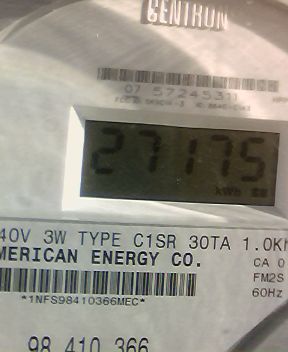 CENTRON
07 57245311
27175
kWh
40V 3W TYPE C1SR 30TA 1.0Kh
MERICAN ENERGY CO.
CA 0
FM2S
60Hz
*1NFS98410366MEC*
98 410 366